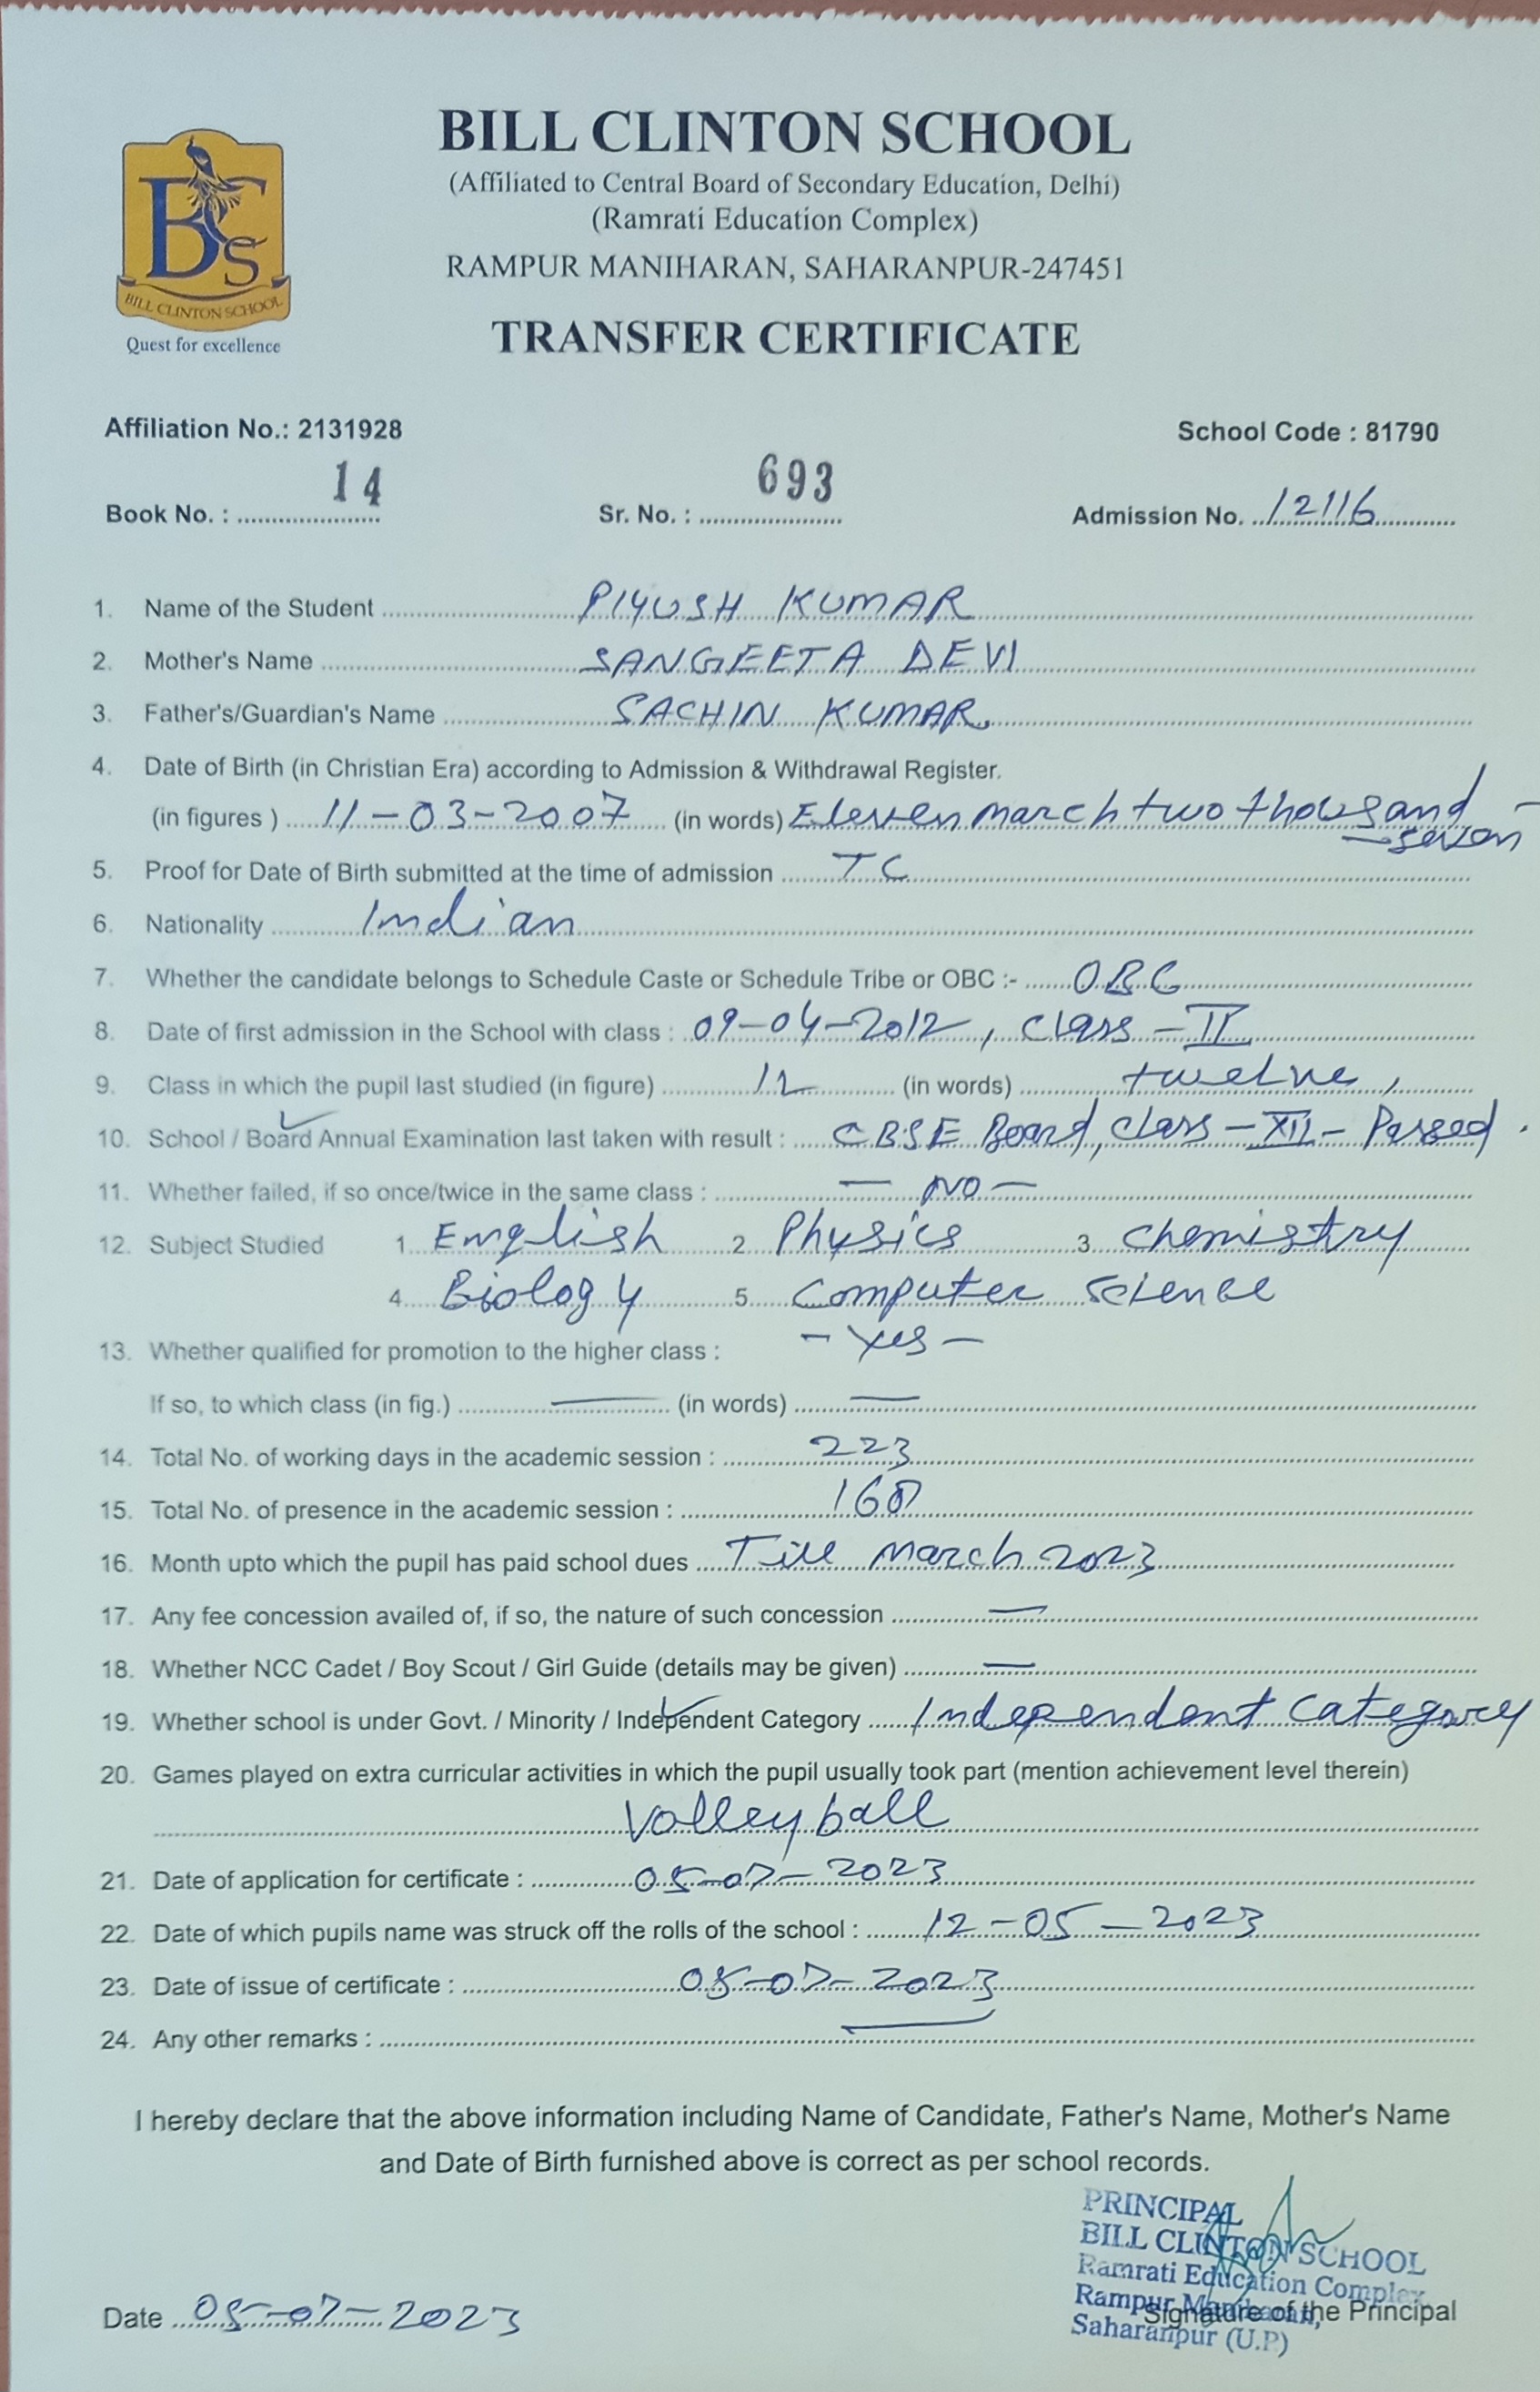 BILL CLINTON SCHOOL
(Affiliated to Central Board of Secondary Education, Delhi)
(Ramrati Education Complex)
RAMPUR MANIHARAN, SAHARANPUR-247451
BCS
BILL CLINTON SCHOOL
Quest for excellence
TRANSFER CERTIFICATE
Affiliation No.: 2131928 School Code : 81790
Book No. : 14 Sr. No. : 693 Admission No. 12116
1. Name of the Student PIYUSH KUMAR
2. Mother's Name SANGEETA DEVI
3. Father's/Guardian's Name SACHIN KUMAR.
4. Date of Birth (in Christian Era) according to Admission & Withdrawal Register.
(in figures ) 11-03-2007 (in words) Eleven march two thousand -
- seven
5. Proof for Date of Birth submitted at the time of admission TC
6. Nationality Indian
7. Whether the candidate belongs to Schedule Caste or Schedule Tribe or OBC :- OBC
8. Date of first admission in the School with class : 09-04-2012, Class - II
9. Class in which the pupil last studied (in figure) 12 (in words) twelve,
10. School / Board Annual Examination last taken with result : CBSE Board, Class - XII - Passed.
11. Whether failed, if so once/twice in the same class : - NO -
12. Subject Studied 1 English 2 Physics 3 Chemistry
4 Biology 5 Computer Science
13. Whether qualified for promotion to the higher class : - Yes -
If so, to which class (in fig.) — (in words) —
14. Total No. of working days in the academic session : 223
15. Total No. of presence in the academic session : 160
16. Month upto which the pupil has paid school dues Till March 2023
17. Any fee concession availed of, if so, the nature of such concession —
18. Whether NCC Cadet / Boy Scout / Girl Guide (details may be given) —
19. Whether school is under Govt. / Minority / Independent Category Independent Category
20. Games played on extra curricular activities in which the pupil usually took part (mention achievement level therein)
Volleyball
21. Date of application for certificate : 05-07-2023
22. Date of which pupils name was struck off the rolls of the school : 12-05-2023
23. Date of issue of certificate : 05-07-2023
24. Any other remarks : —
I hereby declare that the above information including Name of Candidate, Father's Name, Mother's Name
and Date of Birth furnished above is correct as per school records.
PRINCIPAL
BILL CLINTON SCHOOL
Ramrati Education Complex
Rampur Maniharan,
Saharanpur (U.P)
Date 05-07-2023 Signature of the Principal